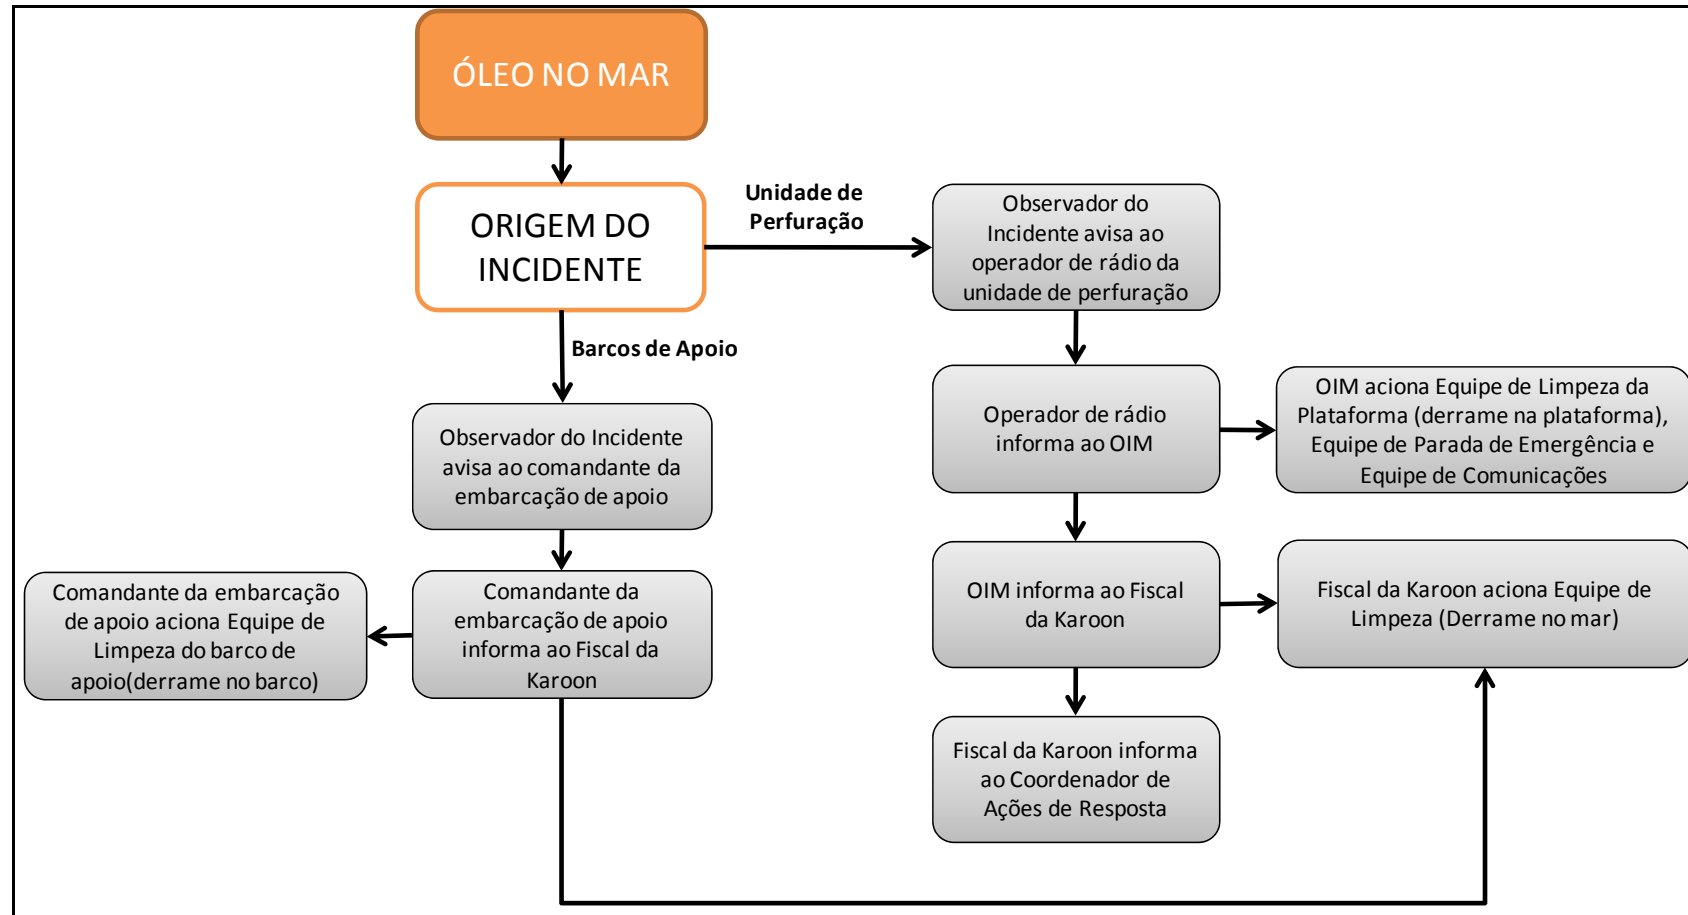 ÓLEO NO MAR
ORIGEM DO
INCIDENTE
Unidade de
Perfuração
Observador do
Incidente avisa ao
operador de rádio da
unidade de perfuração
Barcos de Apoio
Operador de rádio
informa ao OIM
OIM aciona Equipe de Limpeza da
Plataforma (derrame na plataforma),
Equipe de Parada de Emergência e
Equipe de Comunicações
Observador do Incidente
avisa ao comandante da
embarcação de apoio
OIM informa ao Fiscal
da Karoon
Fiscal da Karoon aciona Equipe de
Limpeza (Derrame no mar)
Comandante da embarcação
de apoio aciona Equipe de
Limpeza do barco de
apoio(derrame no barco)
Comandante da
embarcação de apoio
informa ao Fiscal da
Karoon
Fiscal da Karoon informa
ao Coordenador de
Ações de Resposta